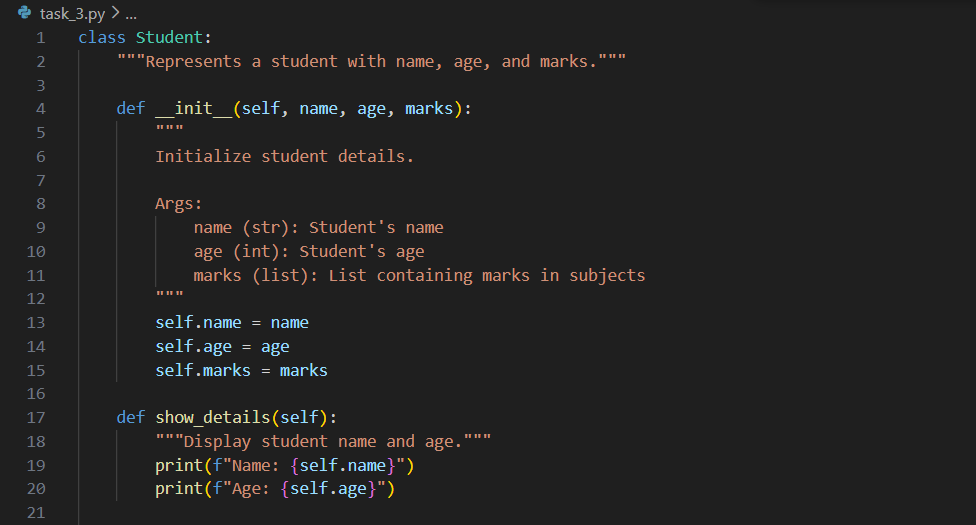 task_3.py > ...
1 class Student:
2     """Represents a student with name, age, and marks."""
3
4     def __init__(self, name, age, marks):
5         """
6         Initialize student details.
7
8         Args:
9             name (str): Student's name
10             age (int): Student's age
11             marks (list): List containing marks in subjects
12         """
13         self.name = name
14         self.age = age
15         self.marks = marks
16
17     def show_details(self):
18         """Display student name and age."""
19         print(f"Name: {self.name}")
20         print(f"Age: {self.age}")
21